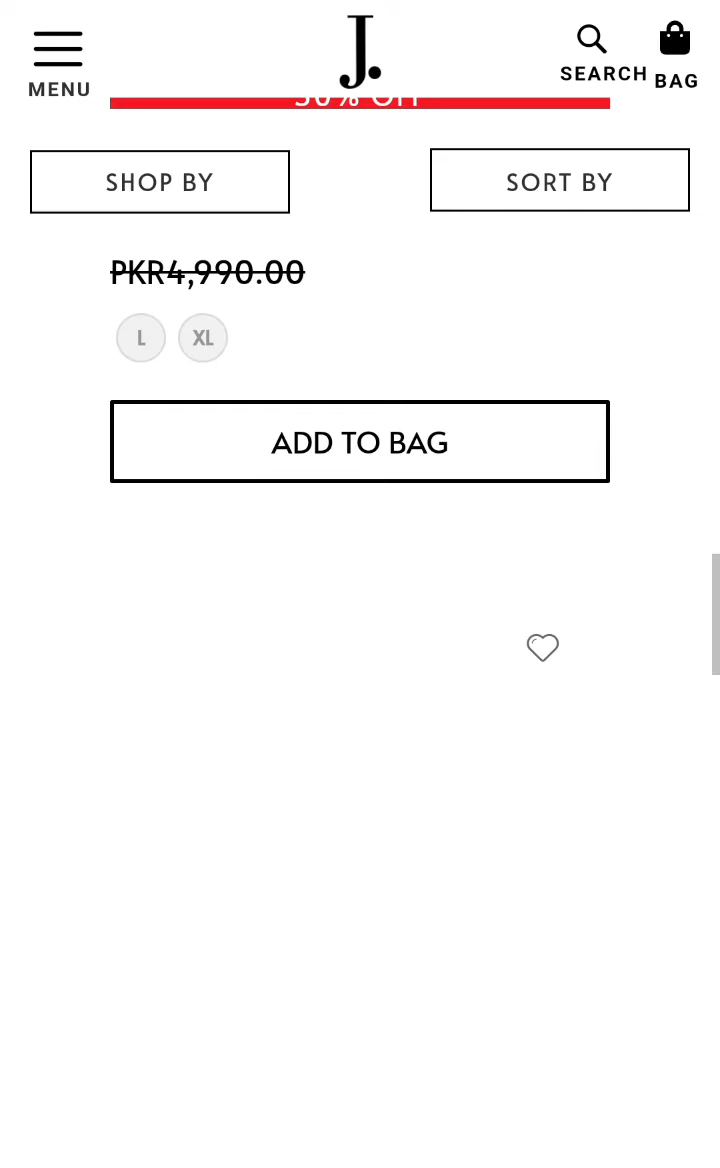 J.
MENU
SEARCH
BAG
SHOP BY
SORT BY
PKR4,990.00
L XL
ADD TO BAG